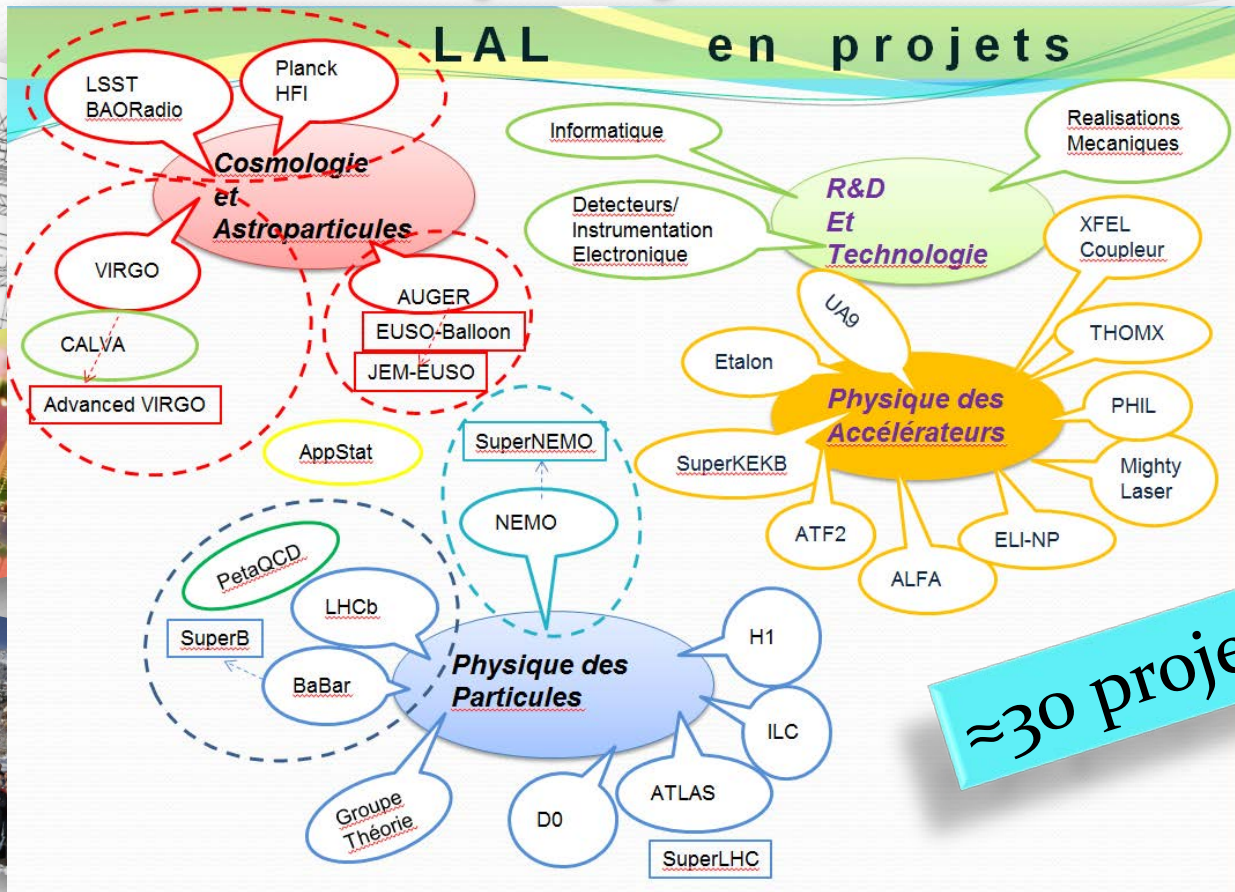 LAL en projets
LSST
BAORadio
Planck
HFI
Cosmologie
et
Astroparticules
VIRGO
CALVA
Advanced VIRGO
AUGER
EUSO-Balloon
JEM-EUSO
Informatique
Realisations
Mecaniques
Detecteurs/
Instrumentation
Electronique
R&D
Et
Technologie
XFEL
Coupleur
UA9
Etalon
THOMX
Physique des
Accélérateurs
PHIL
SuperKEKB
Mighty
Laser
ATF2
ALFA
ELI-NP
AppStat
SuperNEMO
NEMO
PetaQCD
LHCb
SuperB
BaBar
Physique des
Particules
H1
ILC
ATLAS
SuperLHC
D0
Groupe
Théorie
≈30